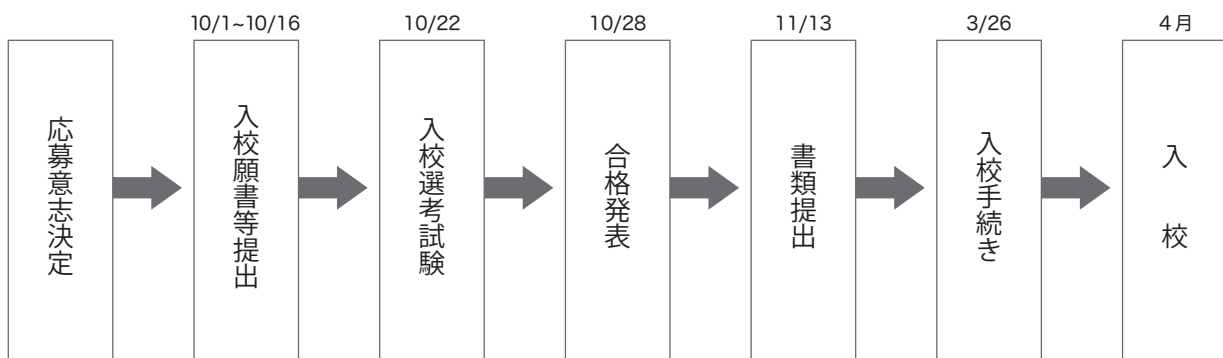 応募意志決定
10/1~10/16
入校願書等提出
10/22
入校選考試験
10/28
合格発表
11/13
書類提出
3/26
入校手続き
4月
入校